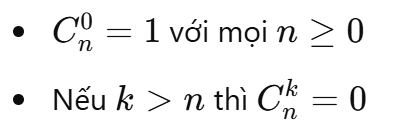 • $C_n^0 = 1$ với mọi $n \geq 0$
• Nếu $k > n$ thì $C_n^k = 0$